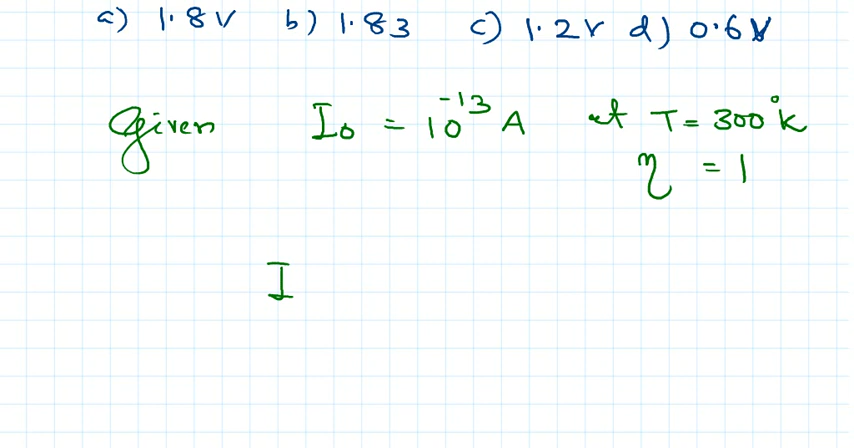 a) 1.8V b) 1.83 c) 1.2V d) 0.6V
Given I₀ = 10⁻¹³ A at T = 300°K
η = 1
I